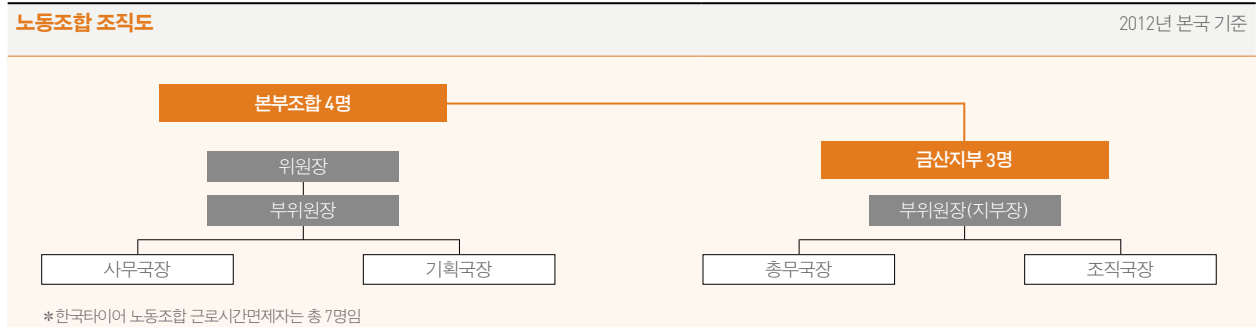 노동조합 조직도
2012년 본국 기준
본부조합 4명
금산지부 3명
위원장
부위원장
부위원장(지부장)
사무국장
기획국장
총무국장
조직국장
*한국타이어 노동조합 근로시간면제자는 총 7명임